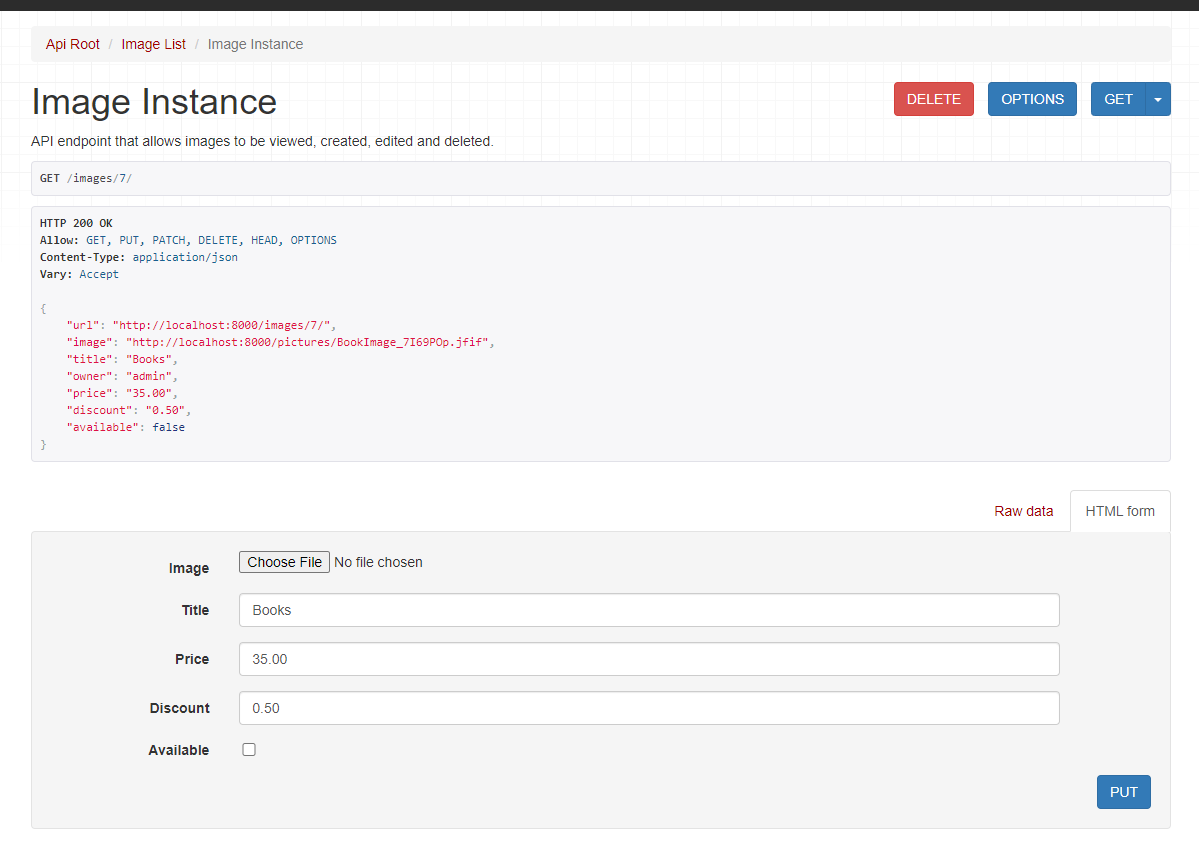 Api Root / Image List / Image Instance
Image Instance
DELETE OPTIONS GET
API endpoint that allows images to be viewed, created, edited and deleted.
GET /images/7/
HTTP 200 OK
Allow: GET, PUT, PATCH, DELETE, HEAD, OPTIONS
Content-Type: application/json
Vary: Accept
{
"url": "http://localhost:8000/images/7/",
"image": "http://localhost:8000/pictures/BookImage_7I69POp.jfif",
"title": "Books",
"owner": "admin",
"price": "35.00",
"discount": "0.50",
"available": false
}
Raw data HTML form
Image Choose File No file chosen
Title Books
Price 35.00
Discount 0.50
Available
PUT